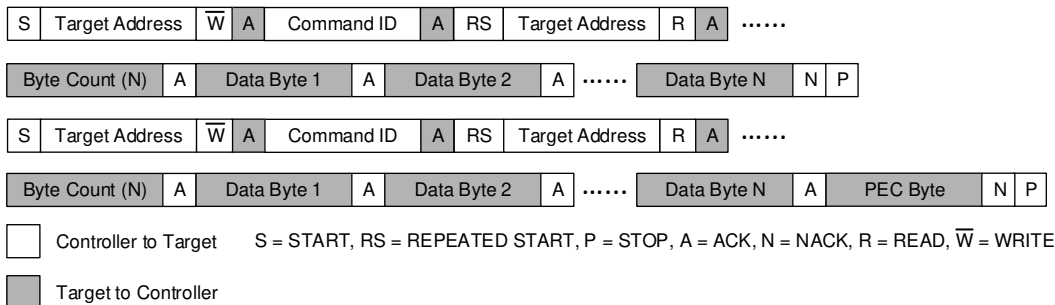 S Target Address W̅ A Command ID A RS Target Address R A ······
Byte Count (N) A Data Byte 1 A Data Byte 2 A ······ Data Byte N N P
S Target Address W̅ A Command ID A RS Target Address R A ······
Byte Count (N) A Data Byte 1 A Data Byte 2 A ······ Data Byte N A PEC Byte N P
Controller to Target S = START, RS = REPEATED START, P = STOP, A = ACK, N = NACK, R = READ, W̅ = WRITE
Target to Controller